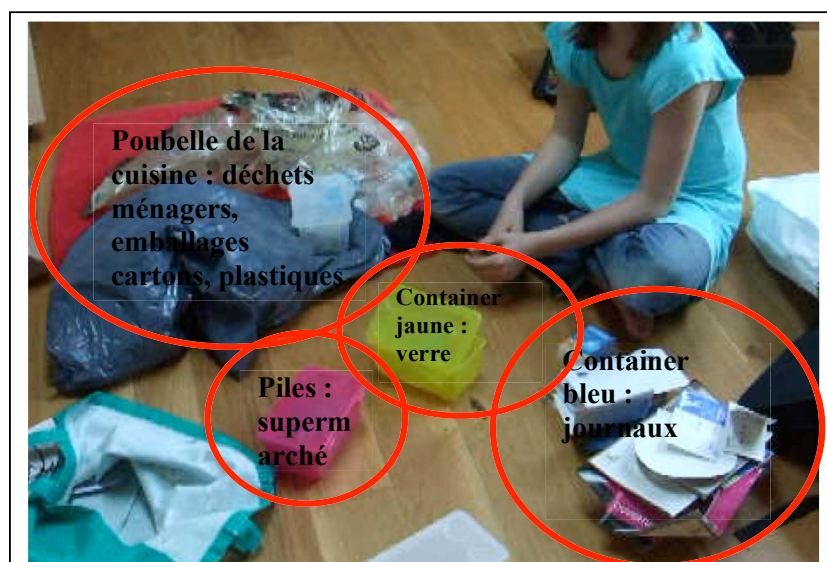 Poubelle de la
cuisine : déchets
ménagers,
emballages
cartons, plastiques
Container
jaune :
verre
Piles :
superm
arché
Container
bleu :
journaux